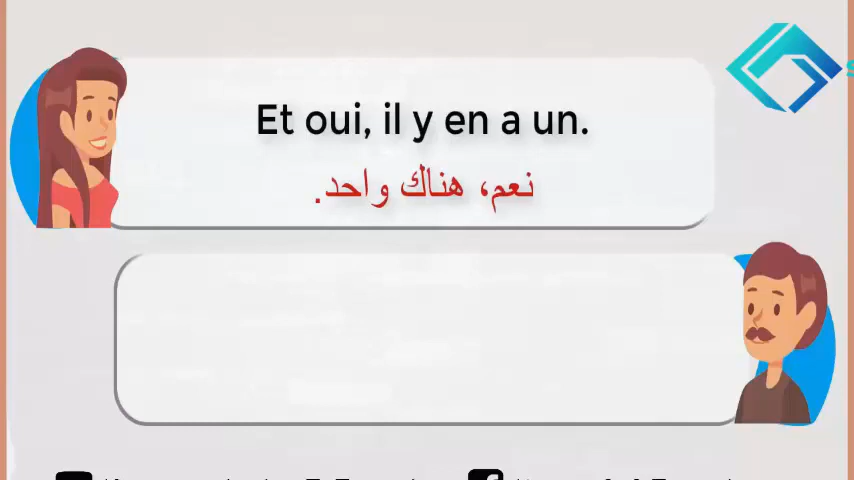 Et oui, il y en a un.
نعم، هناك واحد.